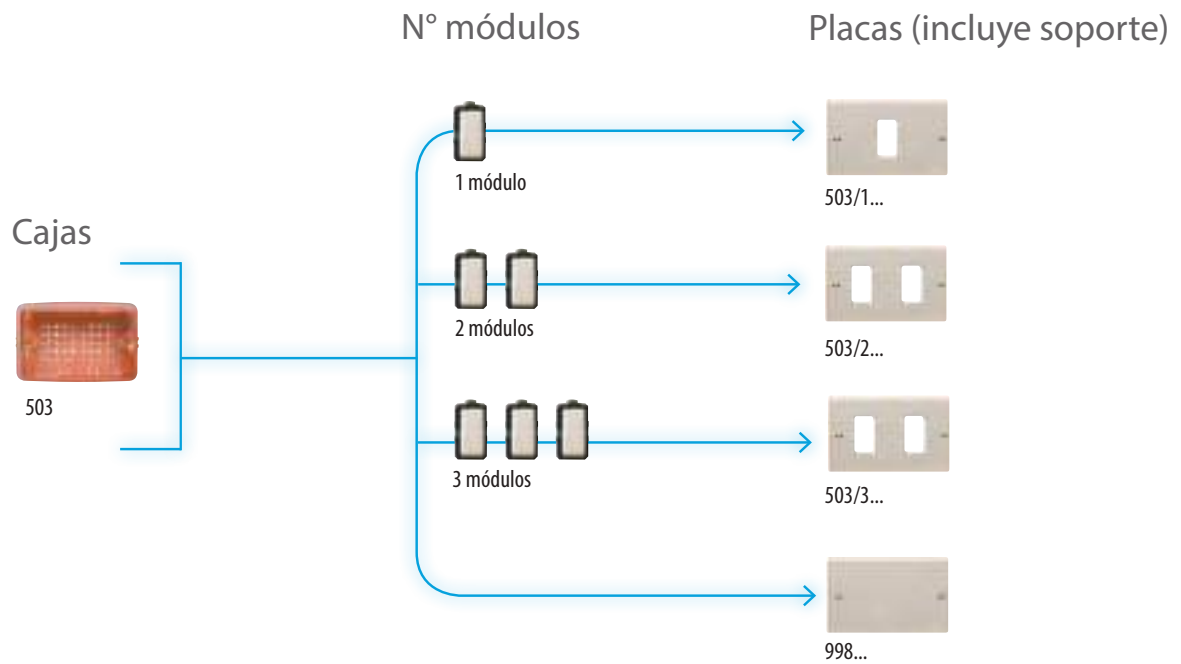 N° módulos
Placas (incluye soporte)
1 módulo
503/1...
Cajas
2 módulos
503/2...
503
3 módulos
503/3...
998...